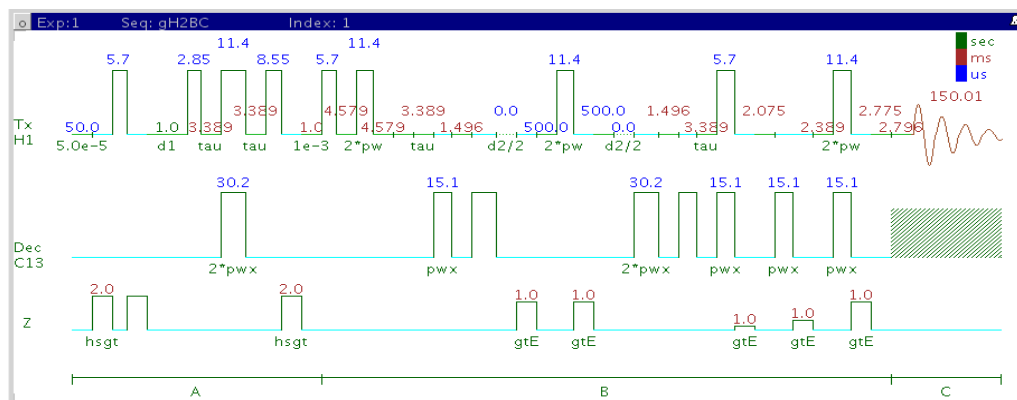 Exp:1 Seq: gH2BC Index: 1
sec
ms
us
11.4 11.4
5.7 2.85 8.55 5.7 11.4 5.7 11.4
150.01
3.389 4.579 3.389 0.0 500.0 1.496 2.075 2.775
Tx
H1
50.0 1.0 3.389 1.0 4.579 1.496 500.0 0.0 3.389 2.389 2.796
5.0e-5 d1 tau tau 1e-3 2*pw tau d2/2 2*pw d2/2 tau 2*pw
30.2 15.1 30.2 15.1 15.1 15.1
Dec
C13
2*pwx pwx 2*pwx pwx pwx pwx
2.0 2.0 1.0 1.0 1.0 1.0 1.0
Z
hsgt hsgt gtE gtE gtE gtE gtE
A B C